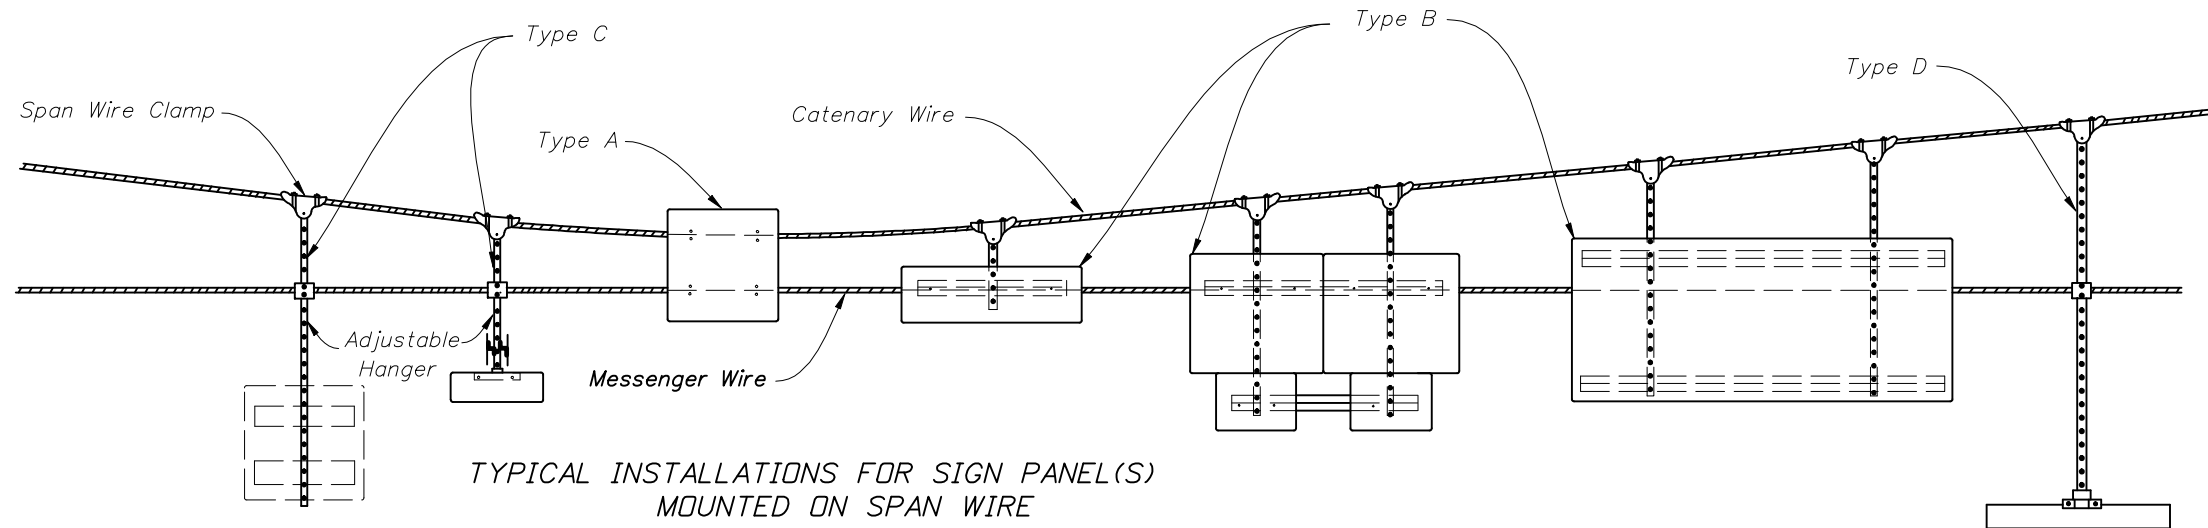 Type C
Type B
Type D
Span Wire Clamp
Type A
Catenary Wire
Adjustable
Hanger
Messenger Wire
TYPICAL INSTALLATIONS FOR SIGN PANEL(S)
MOUNTED ON SPAN WIRE